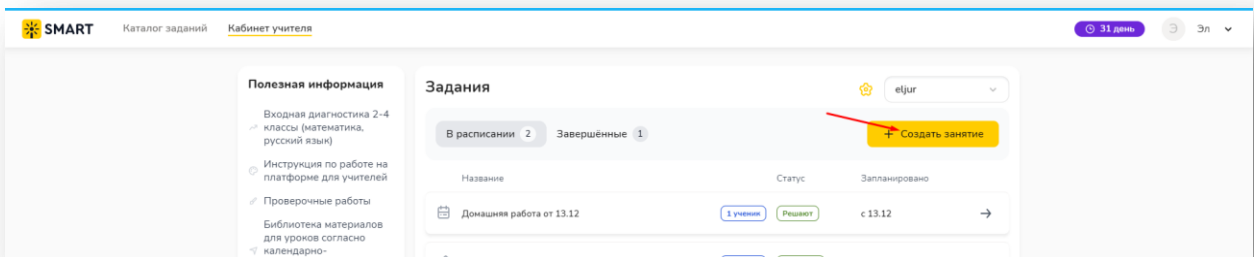 SMART Каталог заданий Кабинет учителя 31 день Э Эл
Полезная информация
Входная диагностика 2-4
классы (математика,
русский язык)
Инструкция по работе на
платформе для учителей
Проверочные работы
Библиотека материалов
для уроков согласно
календарно-
Задания eljur
В расписании 2 Завершённые 1 + Создать занятие
Название Статус Запланировано
Домашняя работа от 13.12 1 ученик Решают с 13.12